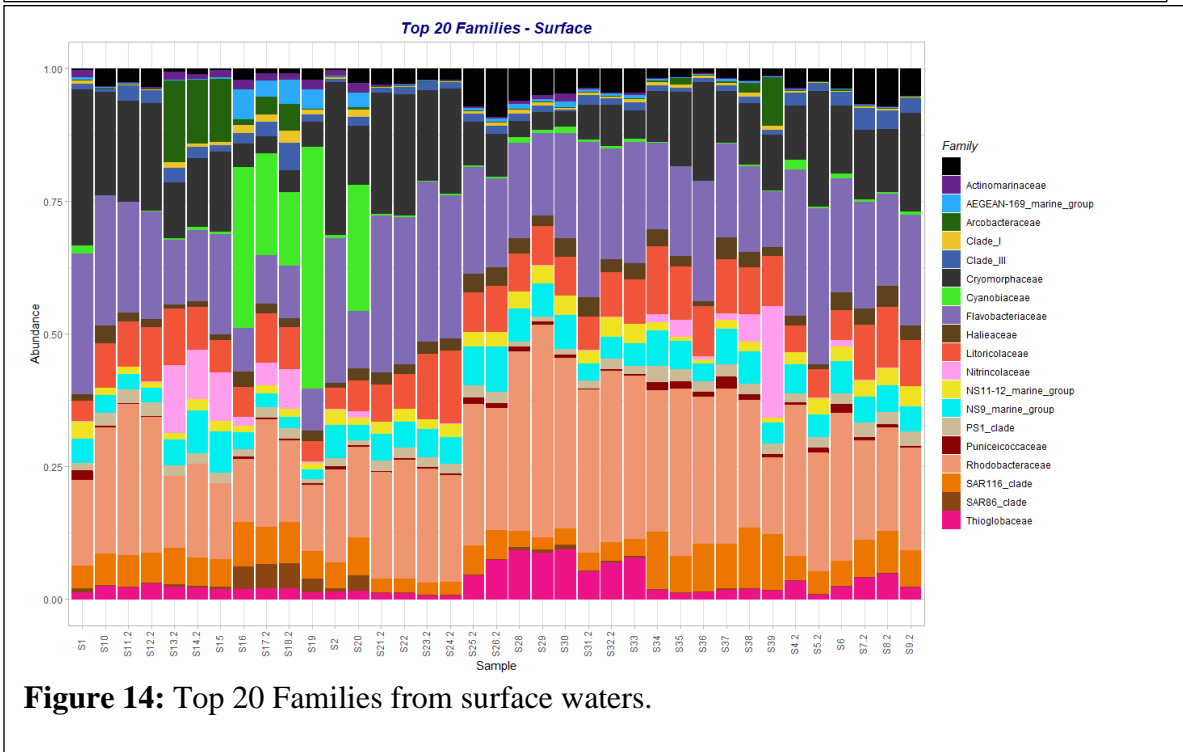 Top 20 Families - Surface
1.00
0.75
0.50
0.25
0.00
Abundance
S1 S10 S11.2 S12.2 S13.2 S14.2 S15 S16 S17.2 S18.2 S19 S2 S20 S21.2 S22 S23.2 S24.2 S25.2 S26.2 S28 S29 S30 S31.2 S32.2 S33 S34 S35 S36 S37 S38 S39 S4.2 S5.2 S6 S7.2 S8.2 S9.2
Sample
Family
Actinomarinaceae
AEGEAN-169_marine_group
Arcobacteraceae
Clade_I
Clade_III
Cryomorphaceae
Cyanobiaceae
Flavobacteriaceae
Halieaceae
Litoricolaceae
Nitrincolaceae
NS11-12_marine_group
NS9_marine_group
PS1_clade
Puniceicoccaceae
Rhodobacteraceae
SAR116_clade
SAR86_clade
Thioglobaceae
Figure 14: Top 20 Families from surface waters.